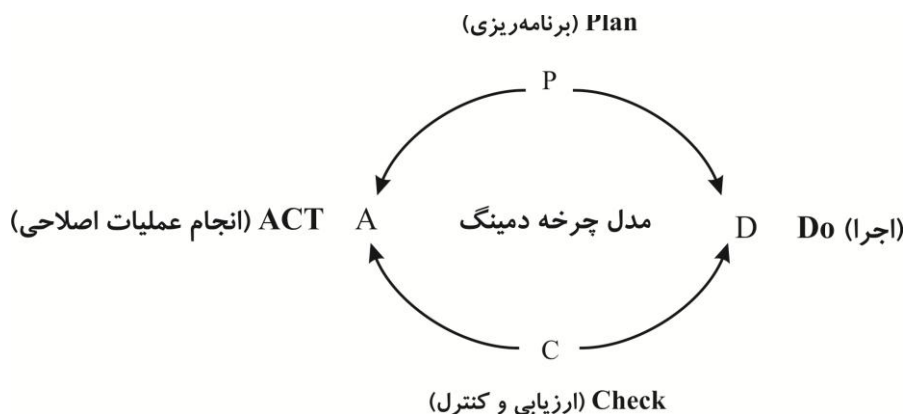 Plan (برنامه‌ریزی)
P
ACT (انجام عملیات اصلاحی)
A
مدل چرخه دمینگ
D
Do (اجرا)
C
Check (ارزیابی و کنترل)